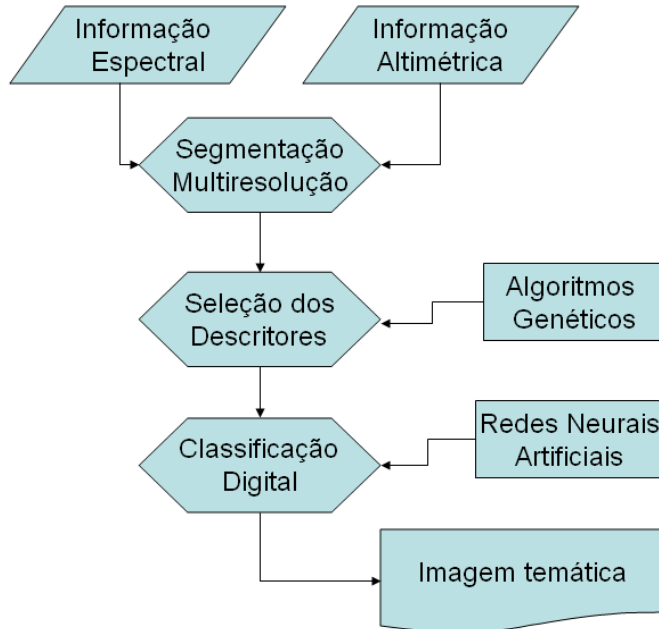 Informação
Espectral
Informação
Altimétrica
Segmentação
Multiresolução
Seleção dos
Descritores
Algoritmos
Genéticos
Classificação
Digital
Redes Neurais
Artificiais
Imagem temática